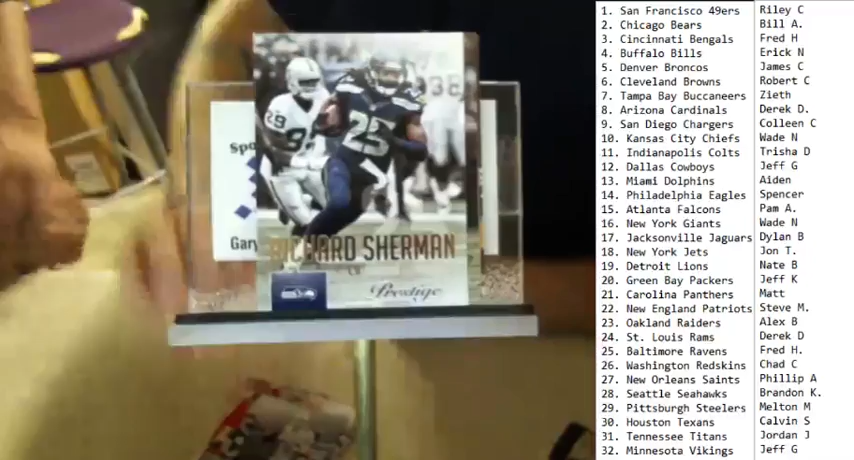 29
25
38
Spo
Gary
RICHARD SHERMAN
CB
Prestige
1. San Francisco 49ers Riley C
2. Chicago Bears Bill A.
3. Cincinnati Bengals Fred H
4. Buffalo Bills Erick N
5. Denver Broncos James C
6. Cleveland Browns Robert C
7. Tampa Bay Buccaneers Zieth
8. Arizona Cardinals Derek D.
9. San Diego Chargers Colleen C
10. Kansas City Chiefs Wade N
11. Indianapolis Colts Trisha D
12. Dallas Cowboys Jeff G
13. Miami Dolphins Aiden
14. Philadelphia Eagles Spencer
15. Atlanta Falcons Pam A.
16. New York Giants Wade N
17. Jacksonville Jaguars Dylan B
18. New York Jets Jon T.
19. Detroit Lions Nate B
20. Green Bay Packers Jeff K
21. Carolina Panthers Matt
22. New England Patriots Steve M.
23. Oakland Raiders Alex B
24. St. Louis Rams Derek D
25. Baltimore Ravens Fred H.
26. Washington Redskins Chad C
27. New Orleans Saints Phillip A
28. Seattle Seahawks Brandon K.
29. Pittsburgh Steelers Melton M
30. Houston Texans Calvin S
31. Tennessee Titans Jordan J
32. Minnesota Vikings Jeff G